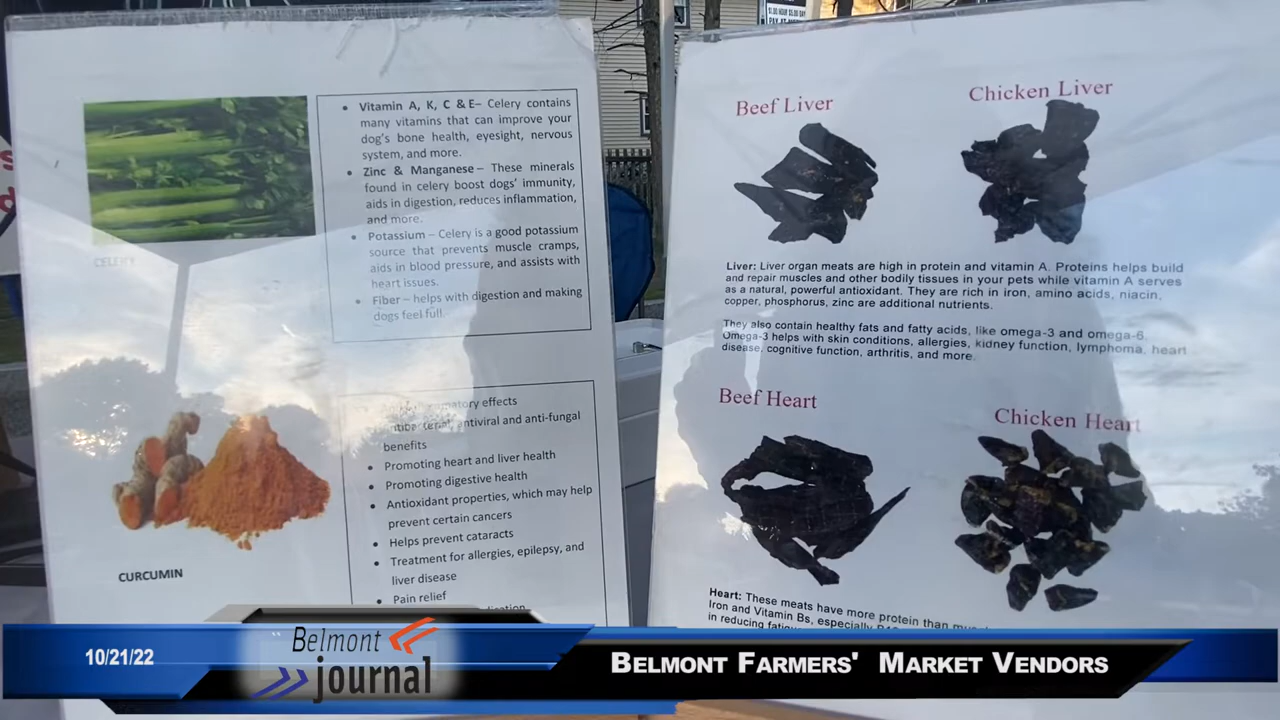 Vitamin A, K, C & E– Celery contains
many vitamins that can improve your
dog's bone health, eyesight, nervous
system, and more.
Zinc & Manganese – These minerals
found in celery boost dogs' immunity,
aids in digestion, reduces inflammation,
and more.
Potassium – Celery is a good potassium
source that prevents muscle cramps,
aids in blood pressure, and assists with
heart issues.
Fiber – helps with digestion and making
dogs feel full.
CELERY
effects
antiviral and anti-fungal
benefits
Promoting heart and liver health
Promoting digestive health
Antioxidant properties, which may help
prevent certain cancers
Helps prevent cataracts
Treatment for allergies, epilepsy, and
liver disease
Pain relief
CURCUMIN
Beef Liver
Chicken Liver
Liver: Liver organ meats are high in protein and vitamin A. Proteins helps build
and repair muscles and other bodily tissues in your pets while vitamin A serves
as a natural, powerful antioxidant. They are rich in iron, amino acids, niacin,
copper, phosphorus, zinc are additional nutrients.
They also contain healthy fats and fatty acids, like omega-3 and omega-6.
Omega-3 helps with skin conditions, allergies, kidney function, lymphoma, heart
disease, cognitive function, arthritis, and more.
Beef Heart
Chicken Heart
Heart: These meats have more protein than
Iron and Vitamin Bs, especially
in reducing
10/21/22
Belmont
journal
BELMONT FARMERS' MARKET VENDORS